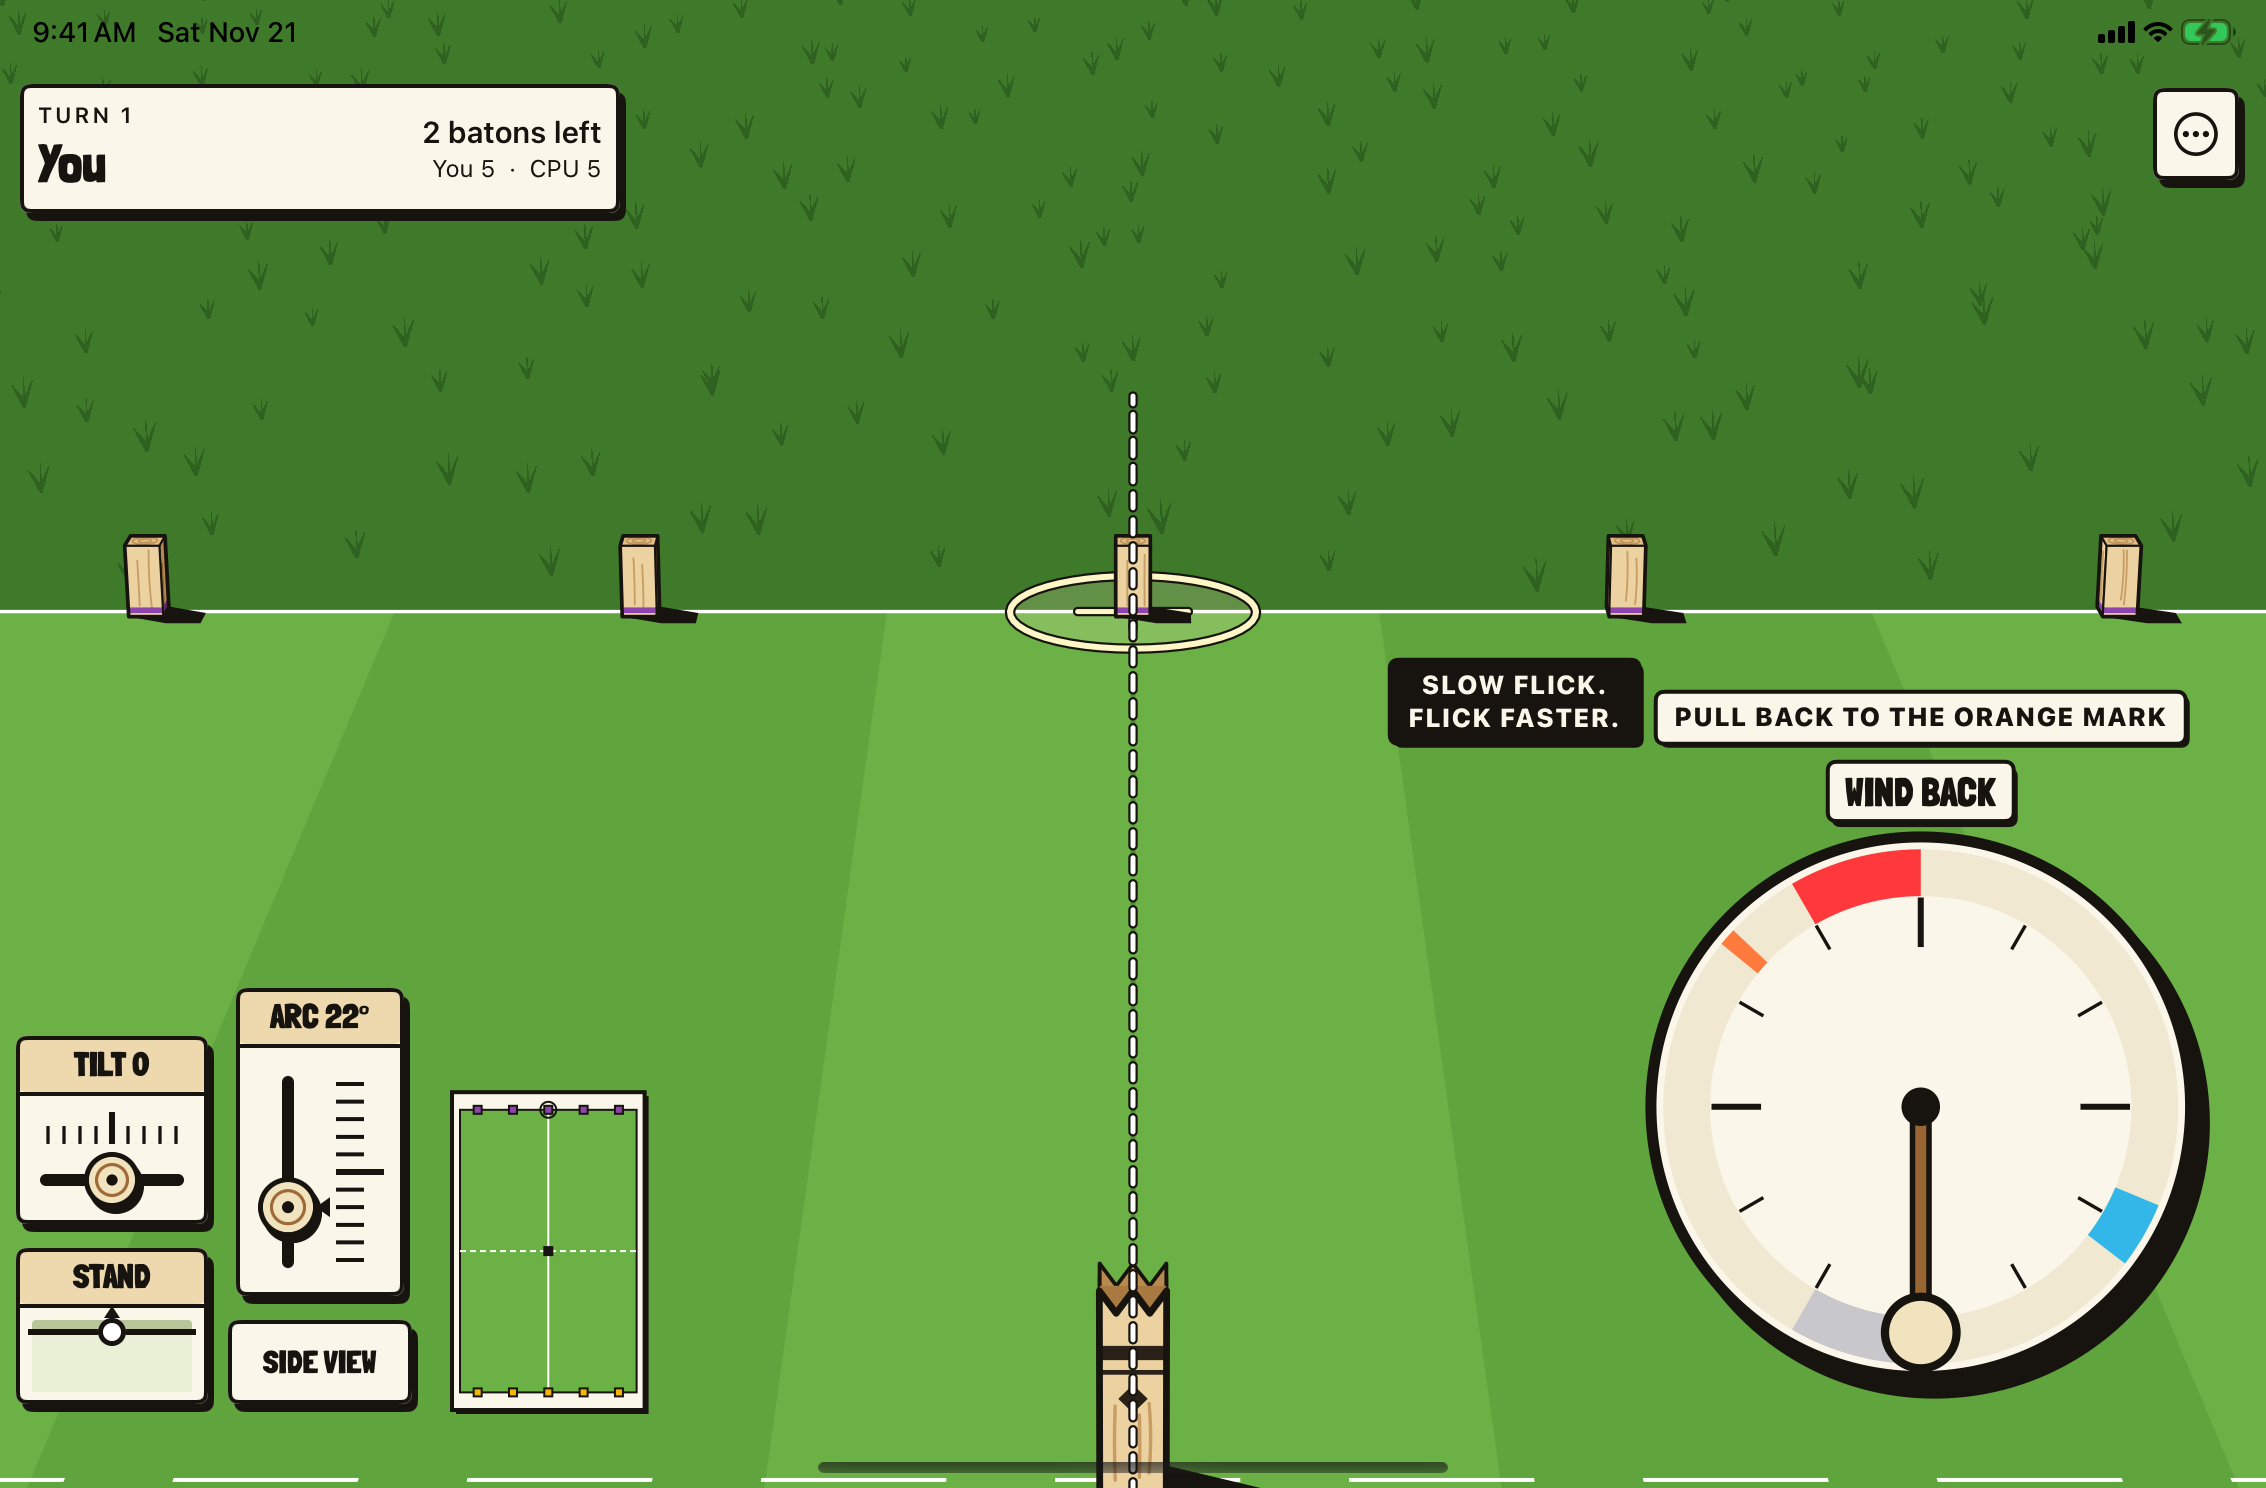 9:41 AM Sat Nov 21
TURN 1
You
2 batons left
You 5 · CPU 5
SLOW FLICK.
FLICK FASTER.
PULL BACK TO THE ORANGE MARK
WIND BACK
ARC 22°
TILT 0
STAND
SIDE VIEW